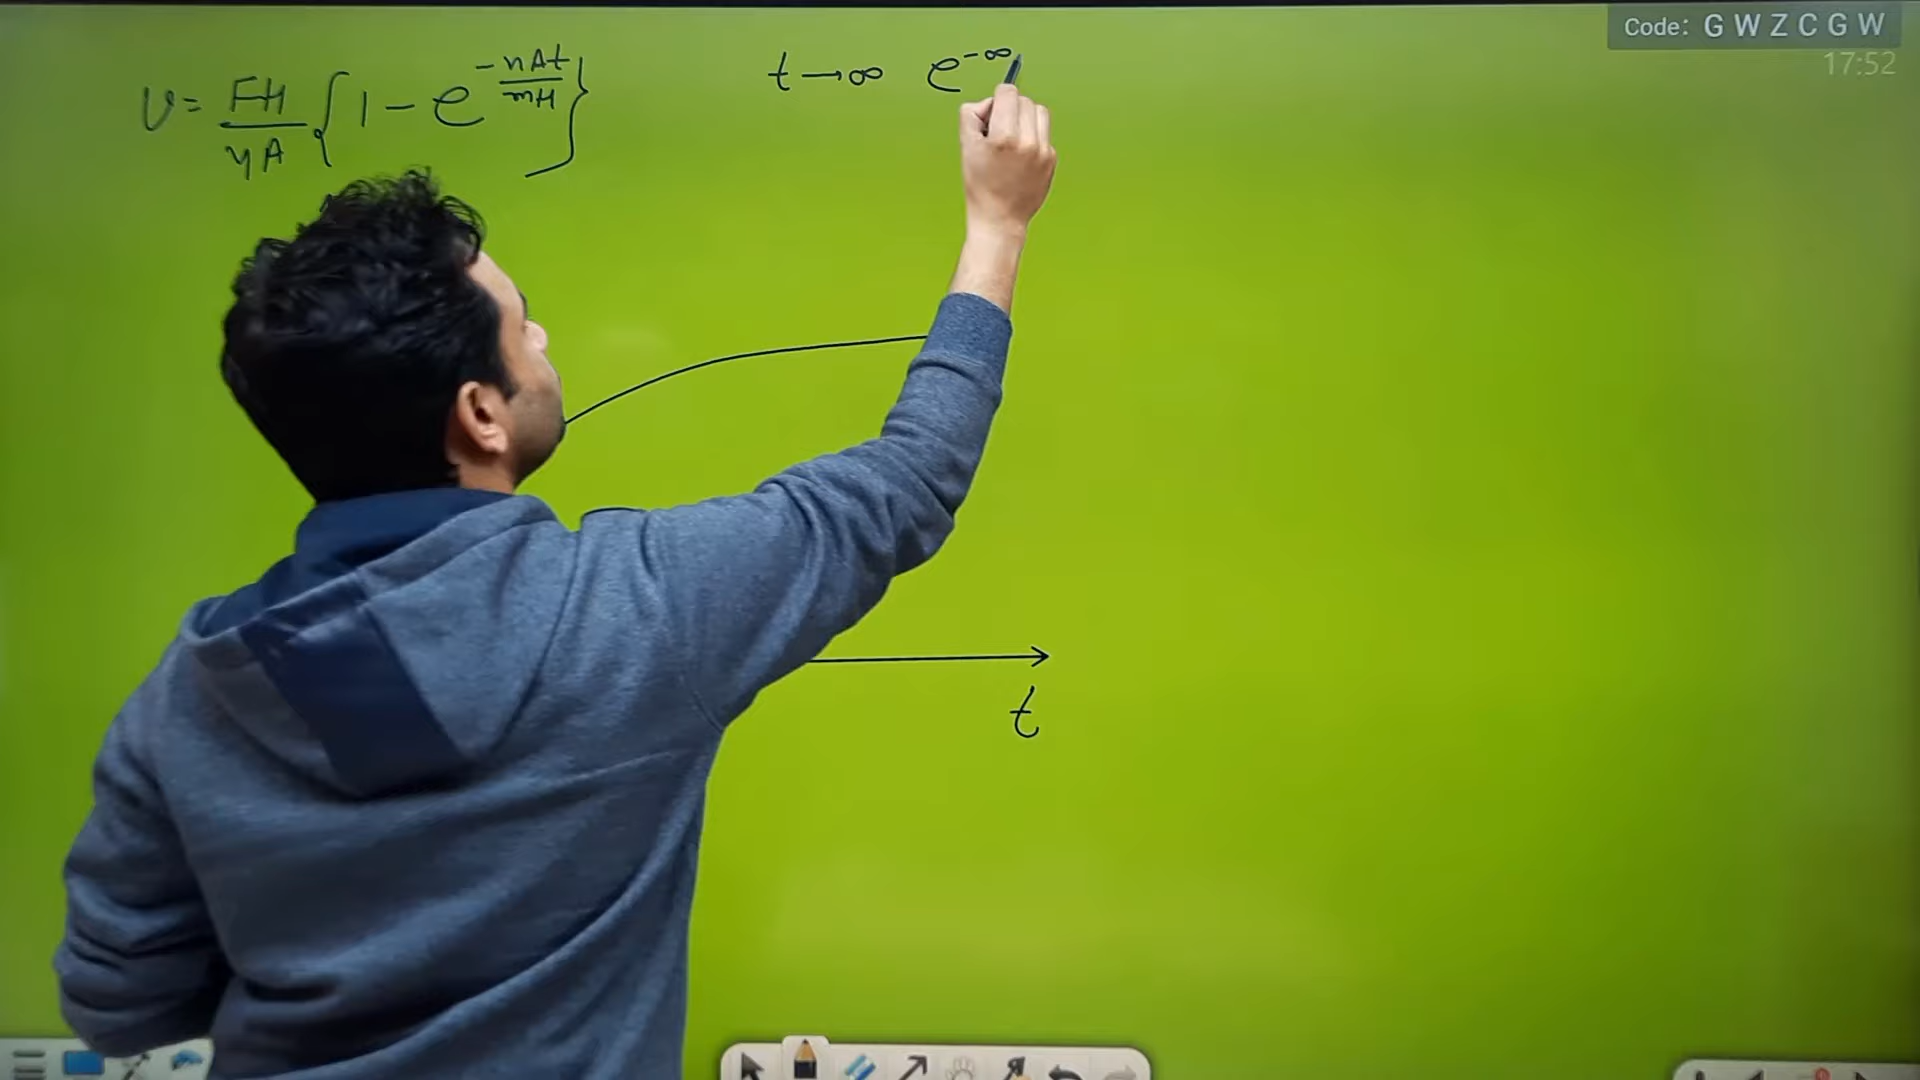 Code: G W Z C G W
17:52
v = FH/ηA { 1 - e^(-ηAt/mH) }
t → ∞ e^-∞
t